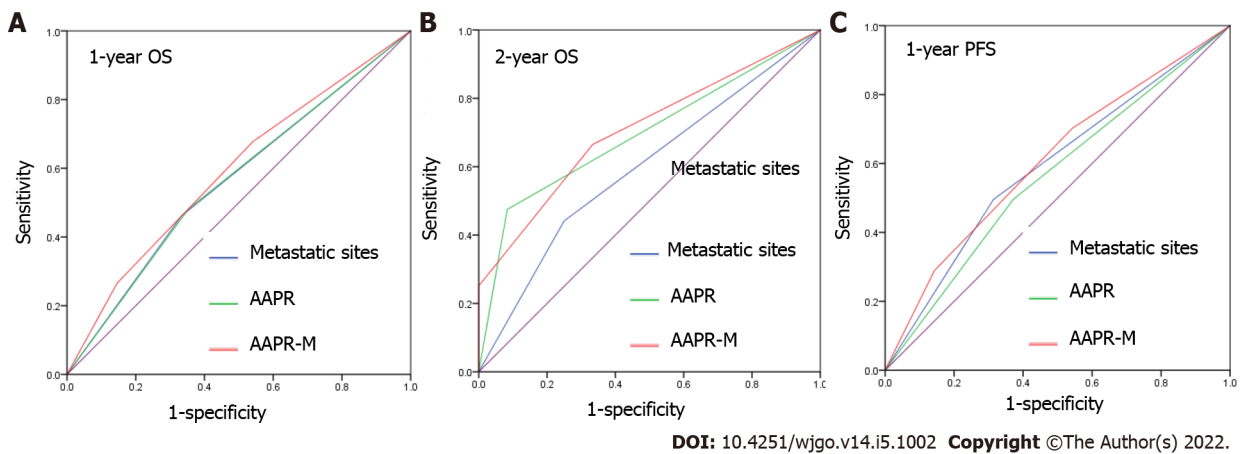 A
1-year OS
1.0
0.8
0.6
0.4
0.2
0.0
Sensitivity
Metastatic sites
AAPR
AAPR-M
0.0 0.2 0.4 0.6 0.8 1.0
1-specificity
B
2-year OS
1.0
0.8
0.6
0.4
0.2
0.0
Sensitivity
Metastatic sites
Metastatic sites
AAPR
AAPR-M
0.0 0.2 0.4 0.6 0.8 1.0
1-specificity
C
1-year PFS
1.0
0.8
0.6
0.4
0.2
0.0
Sensitivity
Metastatic sites
AAPR
AAPR-M
0.0 0.2 0.4 0.6 0.8 1.0
1-specificity
DOI: 10.4251/wjgo.v14.i5.1002 Copyright ©The Author(s) 2022.